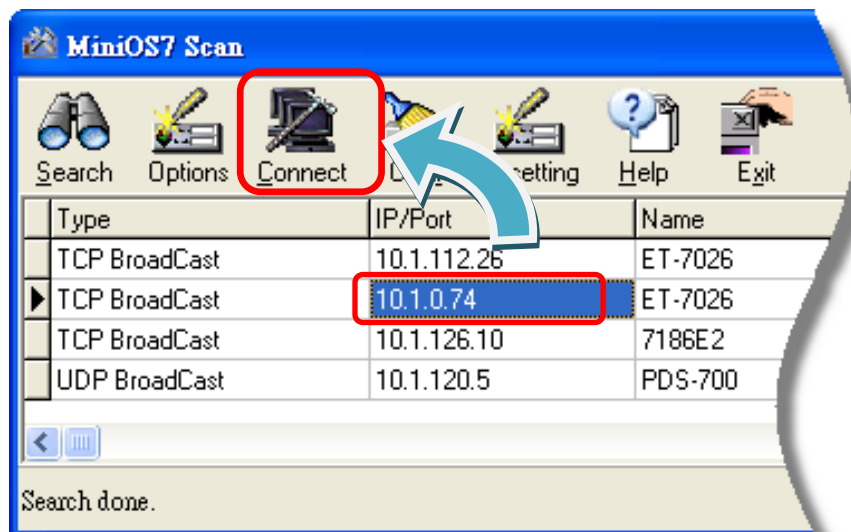 MiniOS7 Scan
Search Options Connect Help Exit
Type IP/Port Name
TCP BroadCast 10.1.112.26 ET-7026
TCP BroadCast 10.1.0.74 ET-7026
TCP BroadCast 10.1.126.10 7186E2
UDP BroadCast 10.1.120.5 PDS-700
Search done.